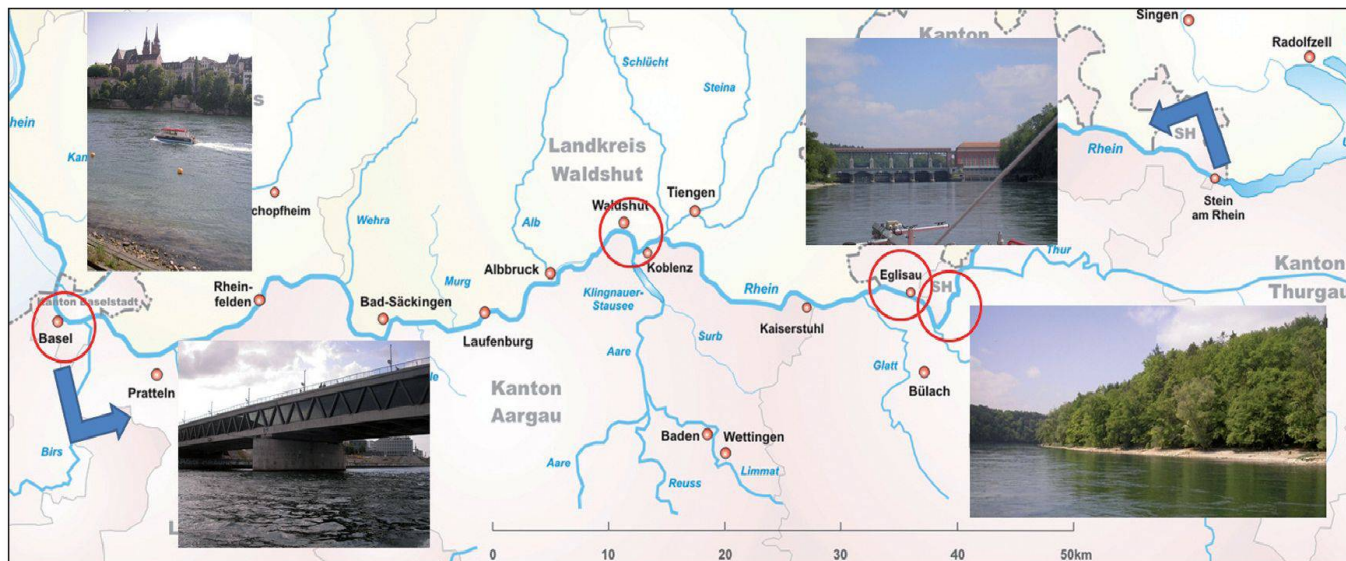 Singen
Kanton
Radolfzell
Schlücht
Steina
SH
Rhein
Landkreis
Waldshut
Stein
am Rhein
Tiengen
Waldshut
chopfheim
Wehra
Alb
Koblenz
Thur
Albbruck
Murg
Klingnauer-
Stausee
Rhein
Eglisau
SH
Kanton
Thurgau
Rhein-
felden
Kanton Baselstadt
Bad-Säckingen
Kaiserstuhl
Basel
Laufenburg
Surb
Aare
Glatt
Pratteln
Kanton
Aargau
Bülach
Birs
Baden
Wettingen
Aare
Reuss
Limmat
0 10 20 30 40 50km